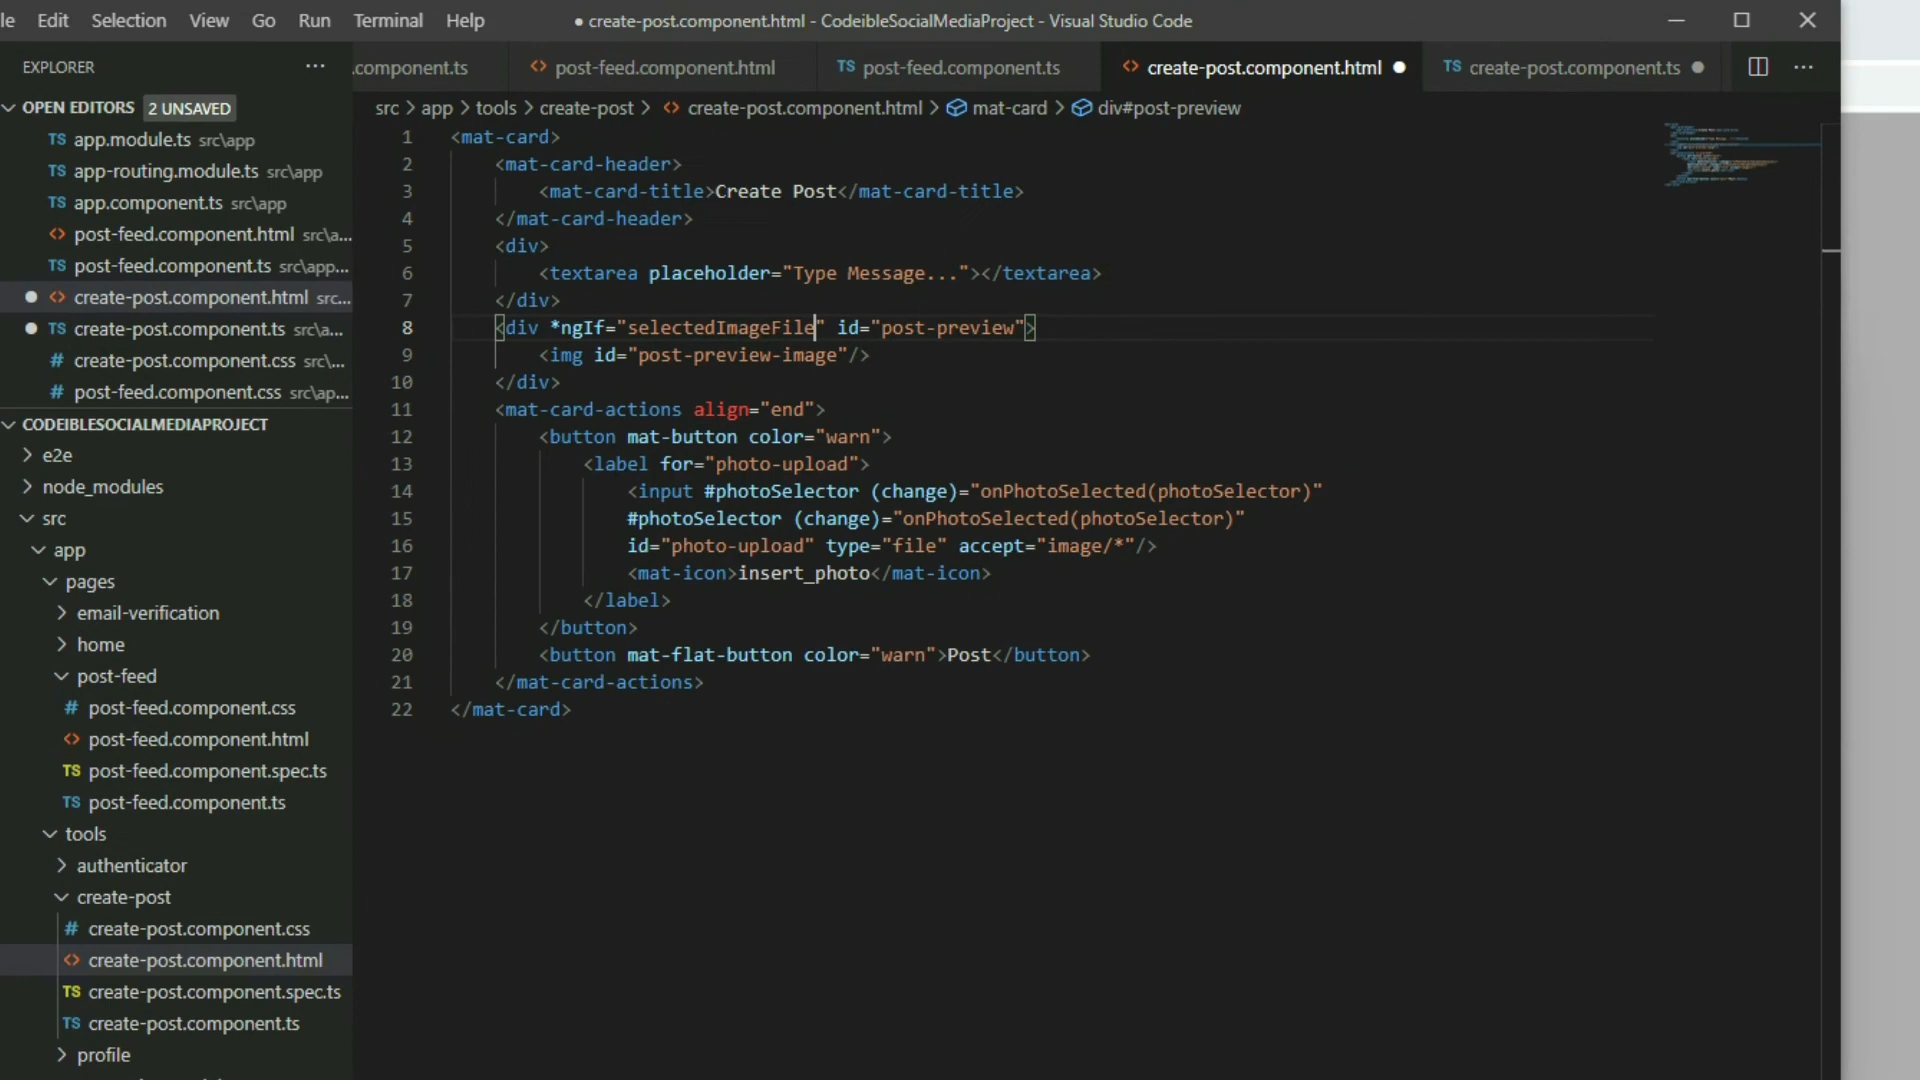 le Edit Selection View Go Run Terminal Help ● create-post.component.html - CodeibleSocialMediaProject - Visual Studio Code
EXPLORER ···
.component.ts <> post-feed.component.html TS post-feed.component.ts <> create-post.component.html ● TS create-post.component.ts ● ···
OPEN EDITORS 2 UNSAVED
src > app > tools > create-post > <> create-post.component.html > mat-card > div#post-preview
TS app.module.ts src\app
TS app-routing.module.ts src\app
TS app.component.ts src\app
<> post-feed.component.html src\a...
TS post-feed.component.ts src\app...
● <> create-post.component.html src...
● TS create-post.component.ts src\a...
# create-post.component.css src\...
# post-feed.component.css src\ap...
CODEIBLESOCIALMEDIAPROJECT
> e2e
> node_modules
src
app
pages
> email-verification
> home
post-feed
# post-feed.component.css
<> post-feed.component.html
TS post-feed.component.spec.ts
TS post-feed.component.ts
tools
> authenticator
create-post
# create-post.component.css
<> create-post.component.html
TS create-post.component.spec.ts
TS create-post.component.ts
> profile
1 <mat-card>
2 <mat-card-header>
3 <mat-card-title>Create Post</mat-card-title>
4 </mat-card-header>
5 <div>
6 <textarea placeholder="Type Message..."></textarea>
7 </div>
8 <div *ngIf="selectedImageFile" id="post-preview">
9 <img id="post-preview-image"/>
10 </div>
11 <mat-card-actions align="end">
12 <button mat-button color="warn">
13 <label for="photo-upload">
14 <input #photoSelector (change)="onPhotoSelected(photoSelector)"
15 #photoSelector (change)="onPhotoSelected(photoSelector)"
16 id="photo-upload" type="file" accept="image/*"/>
17 <mat-icon>insert_photo</mat-icon>
18 </label>
19 </button>
20 <button mat-flat-button color="warn">Post</button>
21 </mat-card-actions>
22 </mat-card>